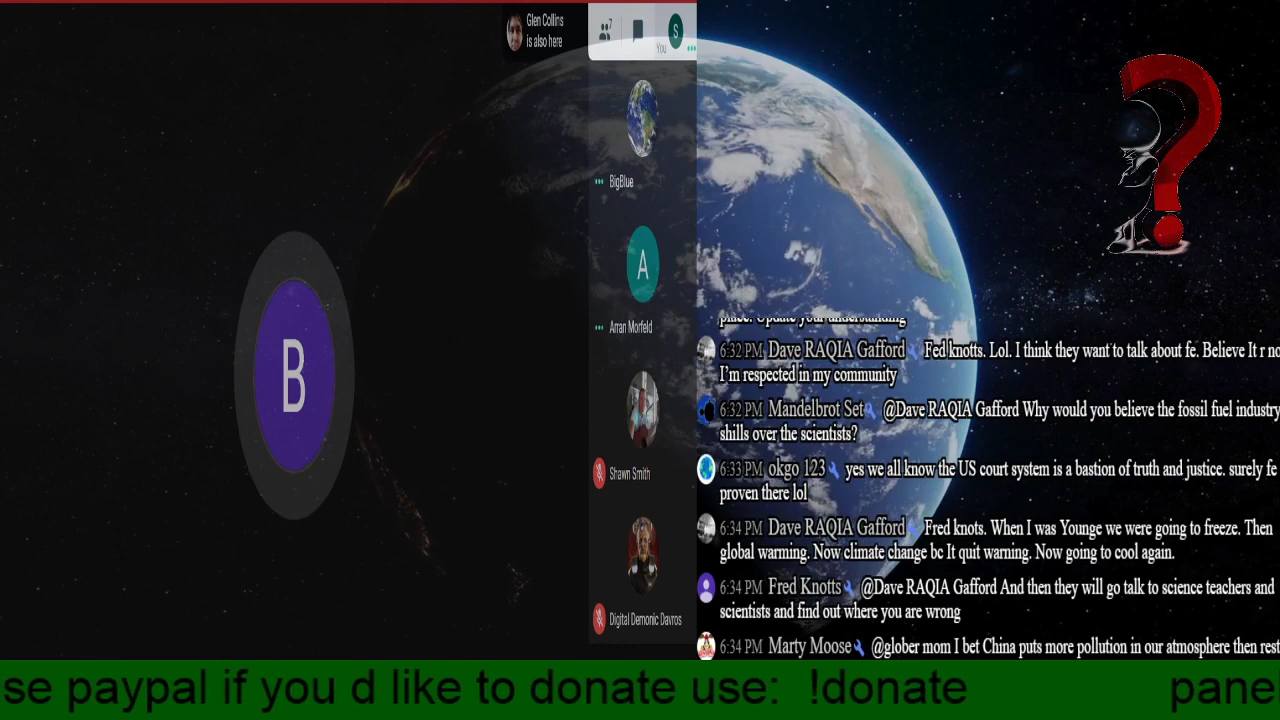 Glen Collins
is also here
7
S
You
BigBlue
A
Arran Morfeld
B
Shawn Smith
Digital Demonic Davros
?
place. Update your understanding
6:32 PM Dave RAQIA Gafford Fed knotts. Lol. I think they want to talk about fe. Believe It r no
I'm respected in my community
6:32 PM Mandelbrot Set @Dave RAQIA Gafford Why would you believe the fossil fuel industry
shills over the scientists?
6:33 PM okgo 123 yes we all know the US court system is a bastion of truth and justice. surely fe
proven there lol
6:34 PM Dave RAQIA Gafford Fred knots. When I was Younge we were going to freeze. Then
global warming. Now climate change bc It quit warning. Now going to cool again.
6:34 PM Fred Knotts @Dave RAQIA Gafford And then they will go talk to science teachers and
scientists and find out where you are wrong
6:34 PM Marty Moose @glober mom I bet China puts more pollution in our atmosphere then rest
se paypal if you d like to donate use: !donate pane